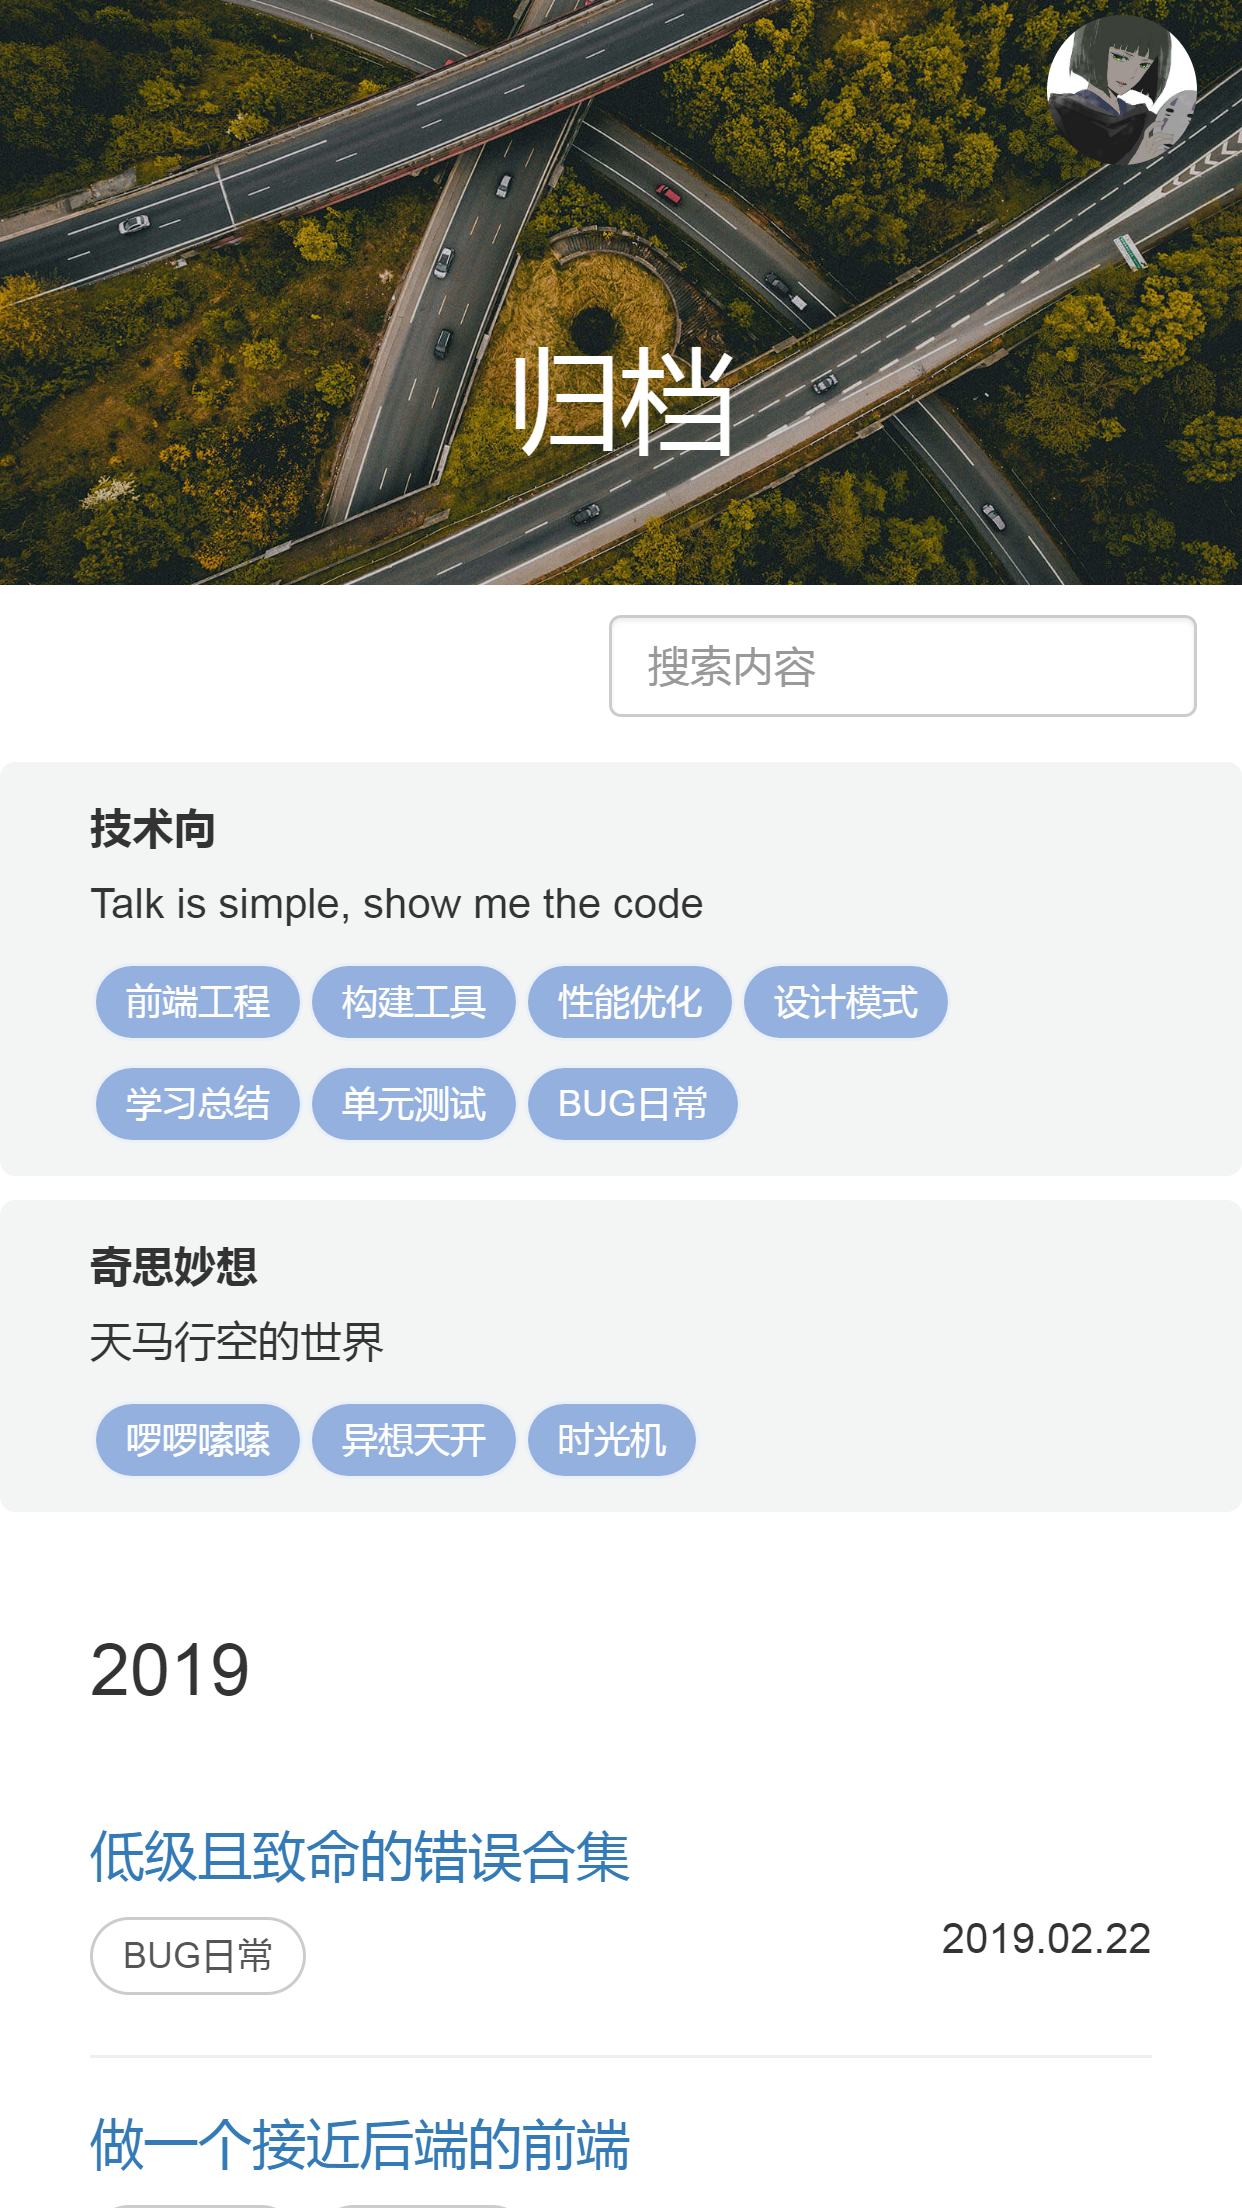 归档
搜索内容
技术向
Talk is simple, show me the code
前端工程 构建工具 性能优化 设计模式
学习总结 单元测试 BUG日常
奇思妙想
天马行空的世界
啰啰嗦嗦 异想天开 时光机
2019
低级且致命的错误合集
BUG日常 2019.02.22
做一个接近后端的前端